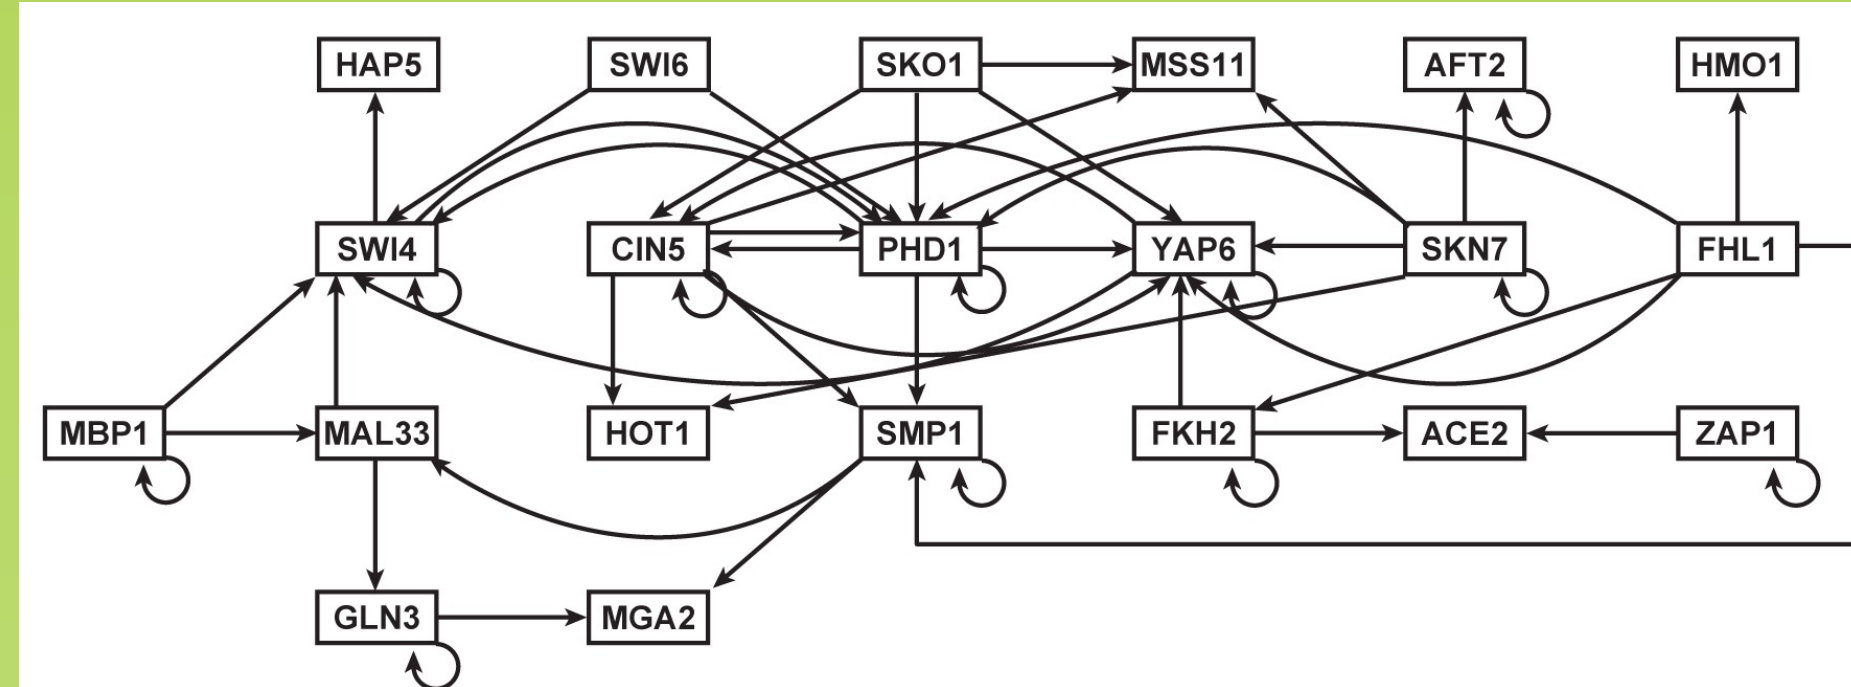 HAP5 SWI6 SKO1 MSS11 AFT2 HMO1
SWI4 CIN5 PHD1 YAP6 SKN7 FHL1
MBP1 MAL33 HOT1 SMP1 FKH2 ACE2 ZAP1
GLN3 MGA2